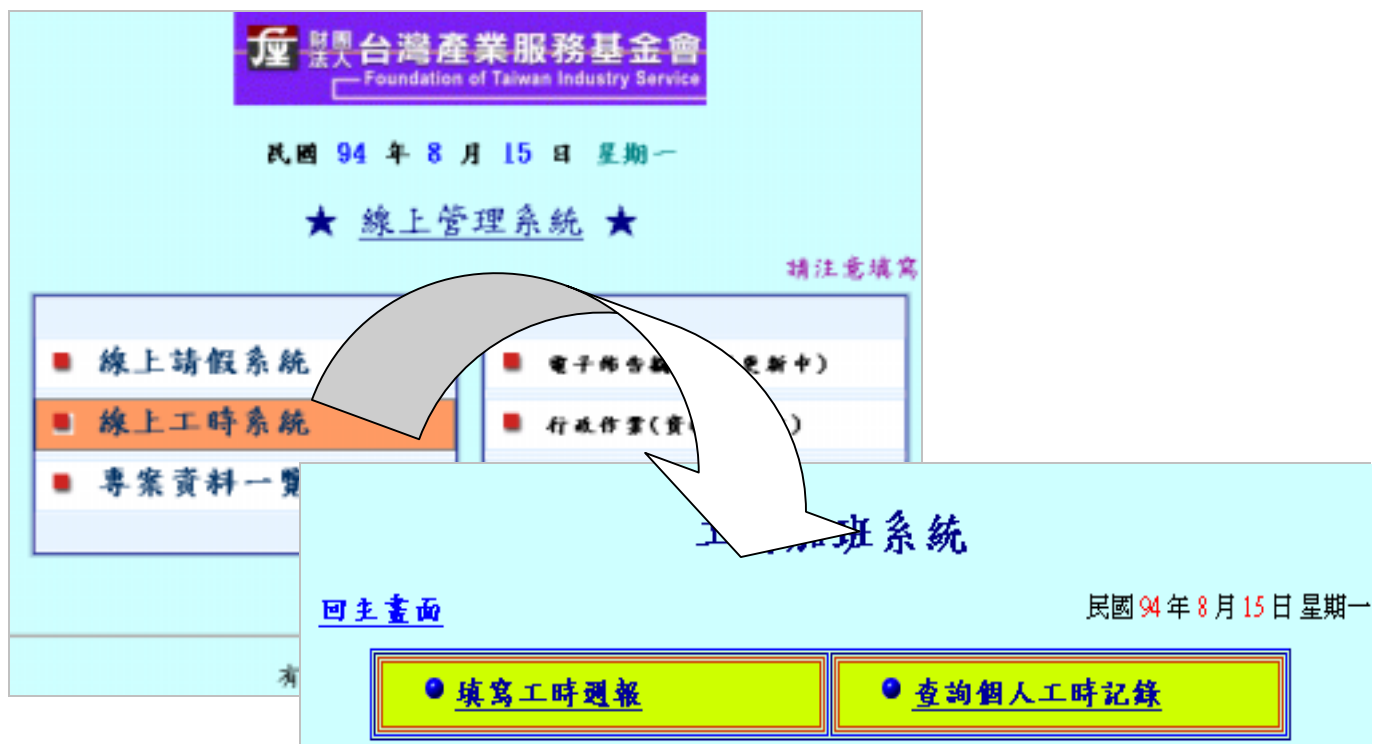 財團法人 台灣產業服務基金會
Foundation of Taiwan Industry Service
民國 94 年 8 月 15 日 星期一
★ 線上管理系統 ★
請注意填寫
線上請假系統
電子佈告 更新中)
線上工時系統
行政作業(資 )
專案資料一覽
有
工 加班系統
回主畫面
民國 94 年 8 月 15 日 星期一
填寫工時週報
查詢個人工時記錄